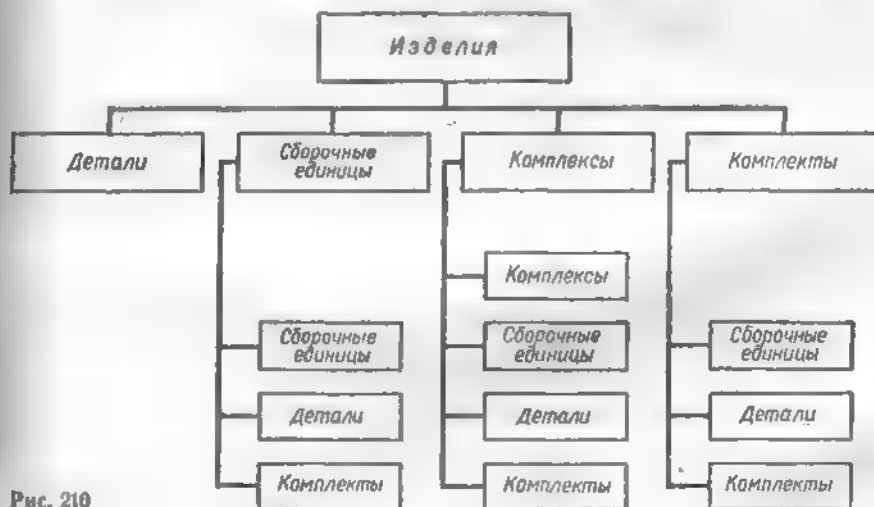 Изделия
Детали
Сборочные
единицы
Комплексы
Комплекты
Комплексы
Сборочные
единицы
Сборочные
единицы
Сборочные
единицы
Детали
Детали
Детали
Комплекты
Комплекты
Комплекты
Рис. 210